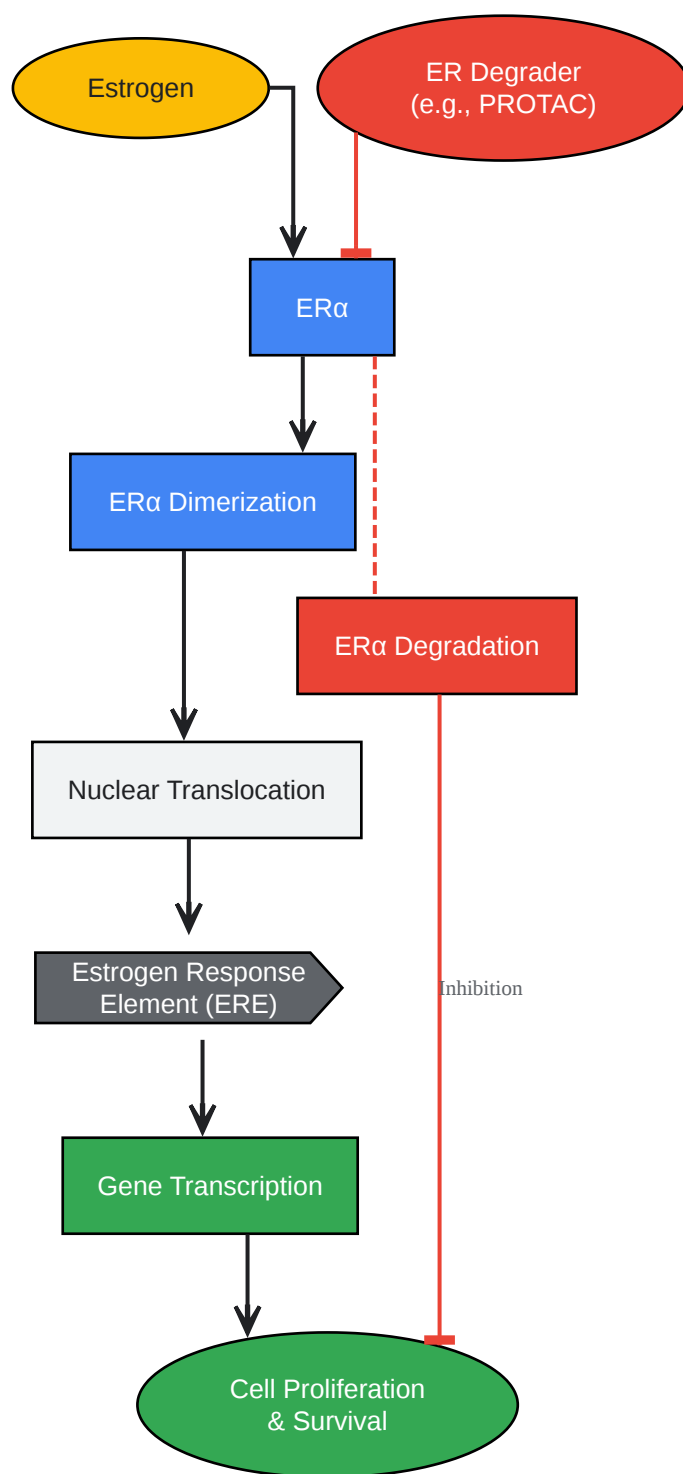 Estrogen
ER Degrader
(e.g., PROTAC)
ERα
ERα Dimerization
ERα Degradation
Nuclear Translocation
Estrogen Response
Element (ERE)
Inhibition
Gene Transcription
Cell Proliferation
& Survival